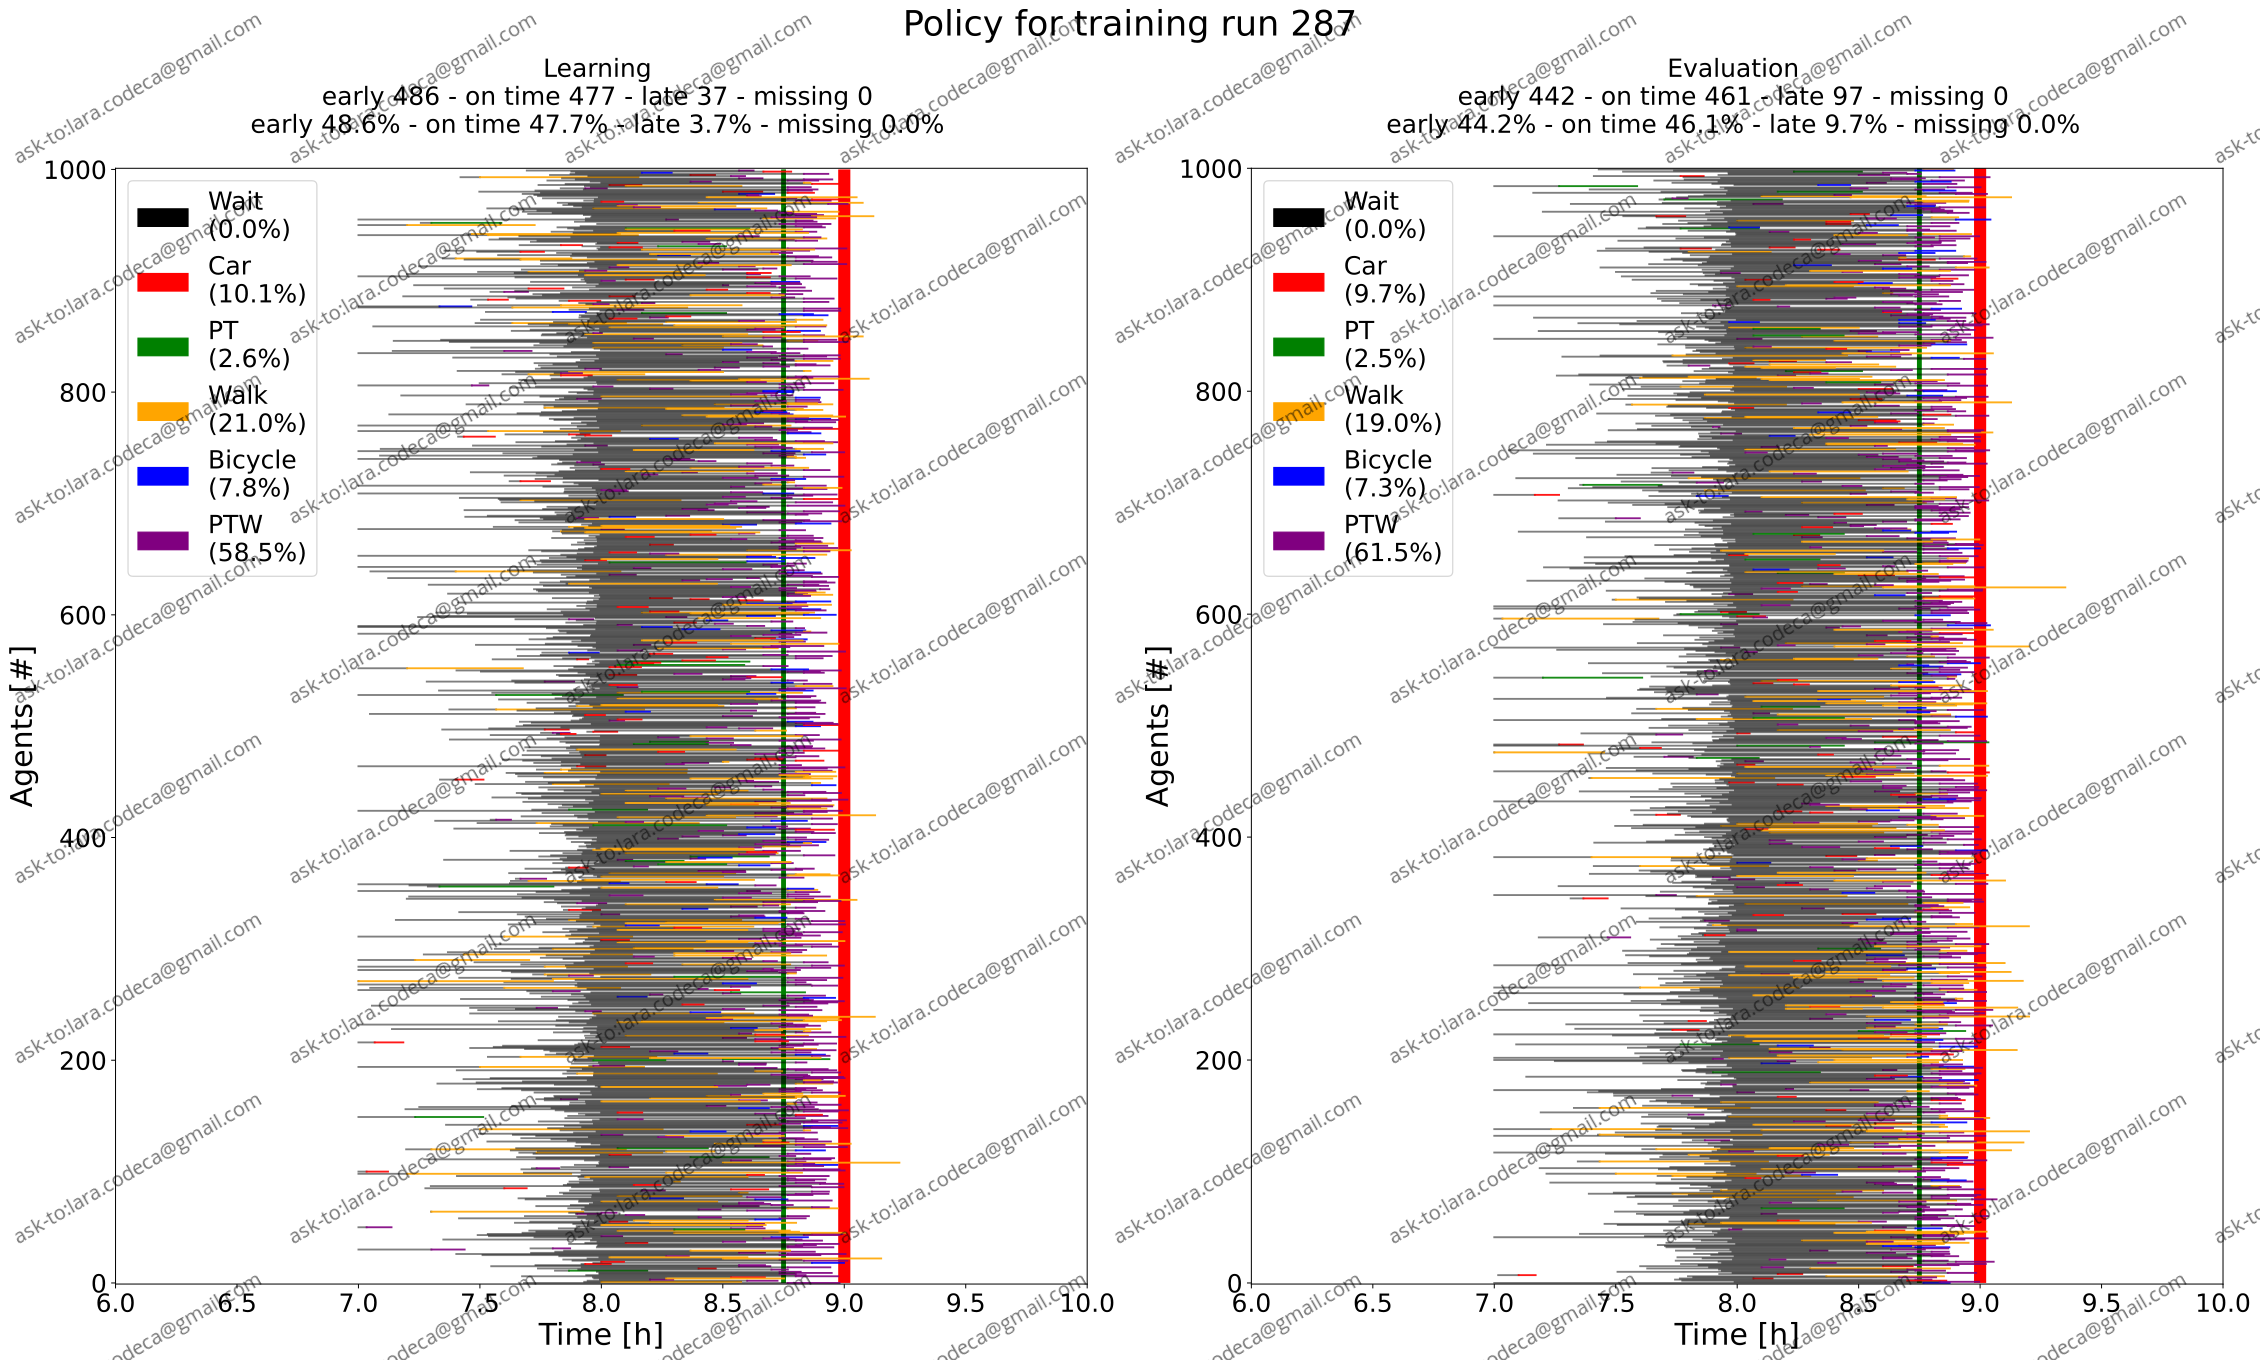 Policy for training run 287
Learning
early 486 - on time 477 - late 37 - missing 0
early 48.6% - on time 47.7% - late 3.7% - missing 0.0%
1000
800
600
400
200
0
Agents [#]
Wait
(0.0%)
Car
(10.1%)
PT
(2.6%)
Walk
(21.0%)
Bicycle
(7.8%)
PTW
(58.5%)
6.0 6.5 7.0 7.5 8.0 8.5 9.0 9.5 10.0
Time [h]
Evaluation
early 442 - on time 461 - late 97 - missing 0
early 44.2% - on time 46.1% - late 9.7% - missing 0.0%
1000
800
600
400
200
0
Agents [#]
Wait
(0.0%)
Car
(9.7%)
PT
(2.5%)
Walk
(19.0%)
Bicycle
(7.3%)
PTW
(61.5%)
6.0 6.5 7.0 7.5 8.0 8.5 9.0 9.5 10.0
Time [h]
ask-to:lara.codeca@gmail.com